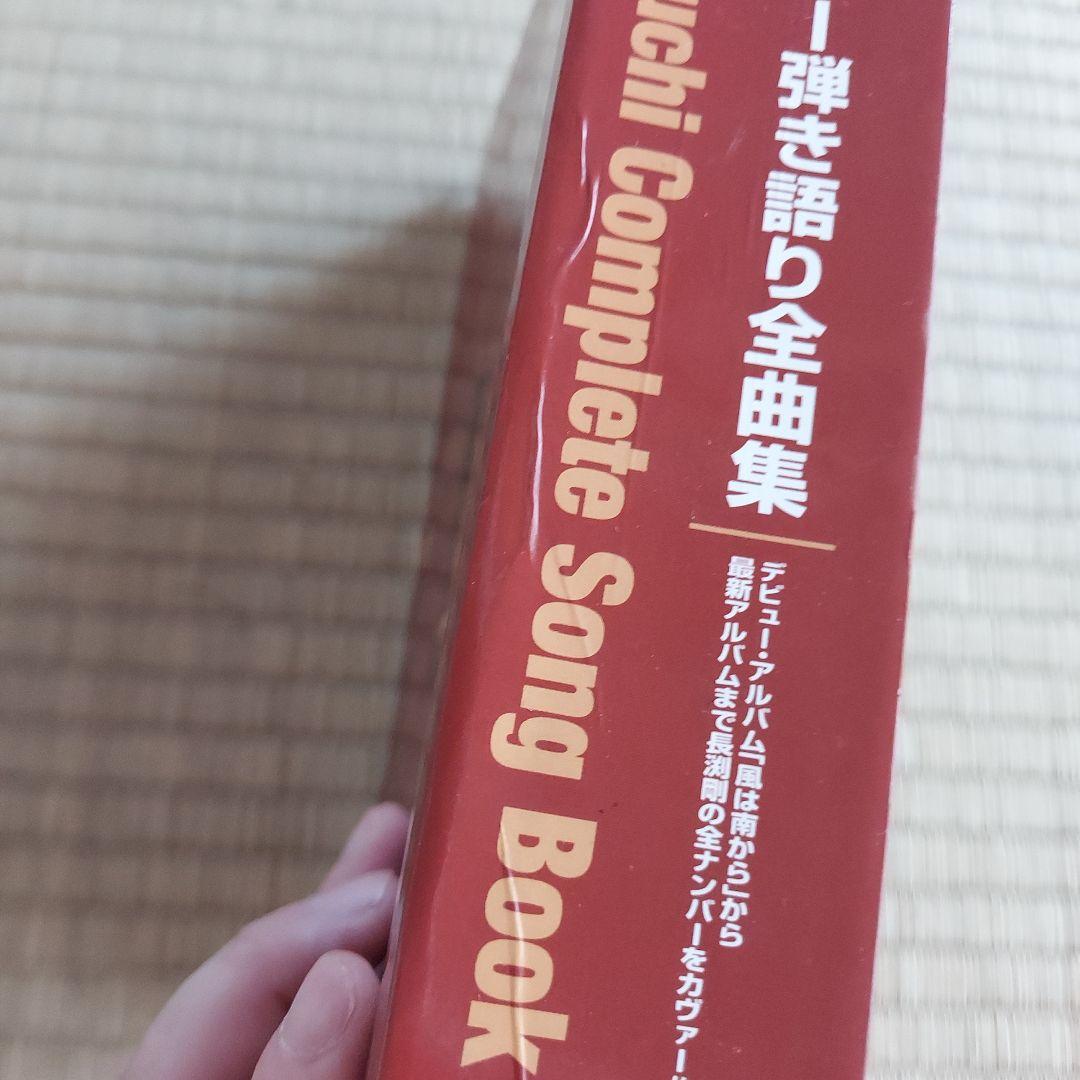 ー弾き語り全曲集
デビュー・アルバム「風は南から」から
最新アルバムまで長渕剛の全ナンバーをカヴァー!!
uchi Complete Song Book